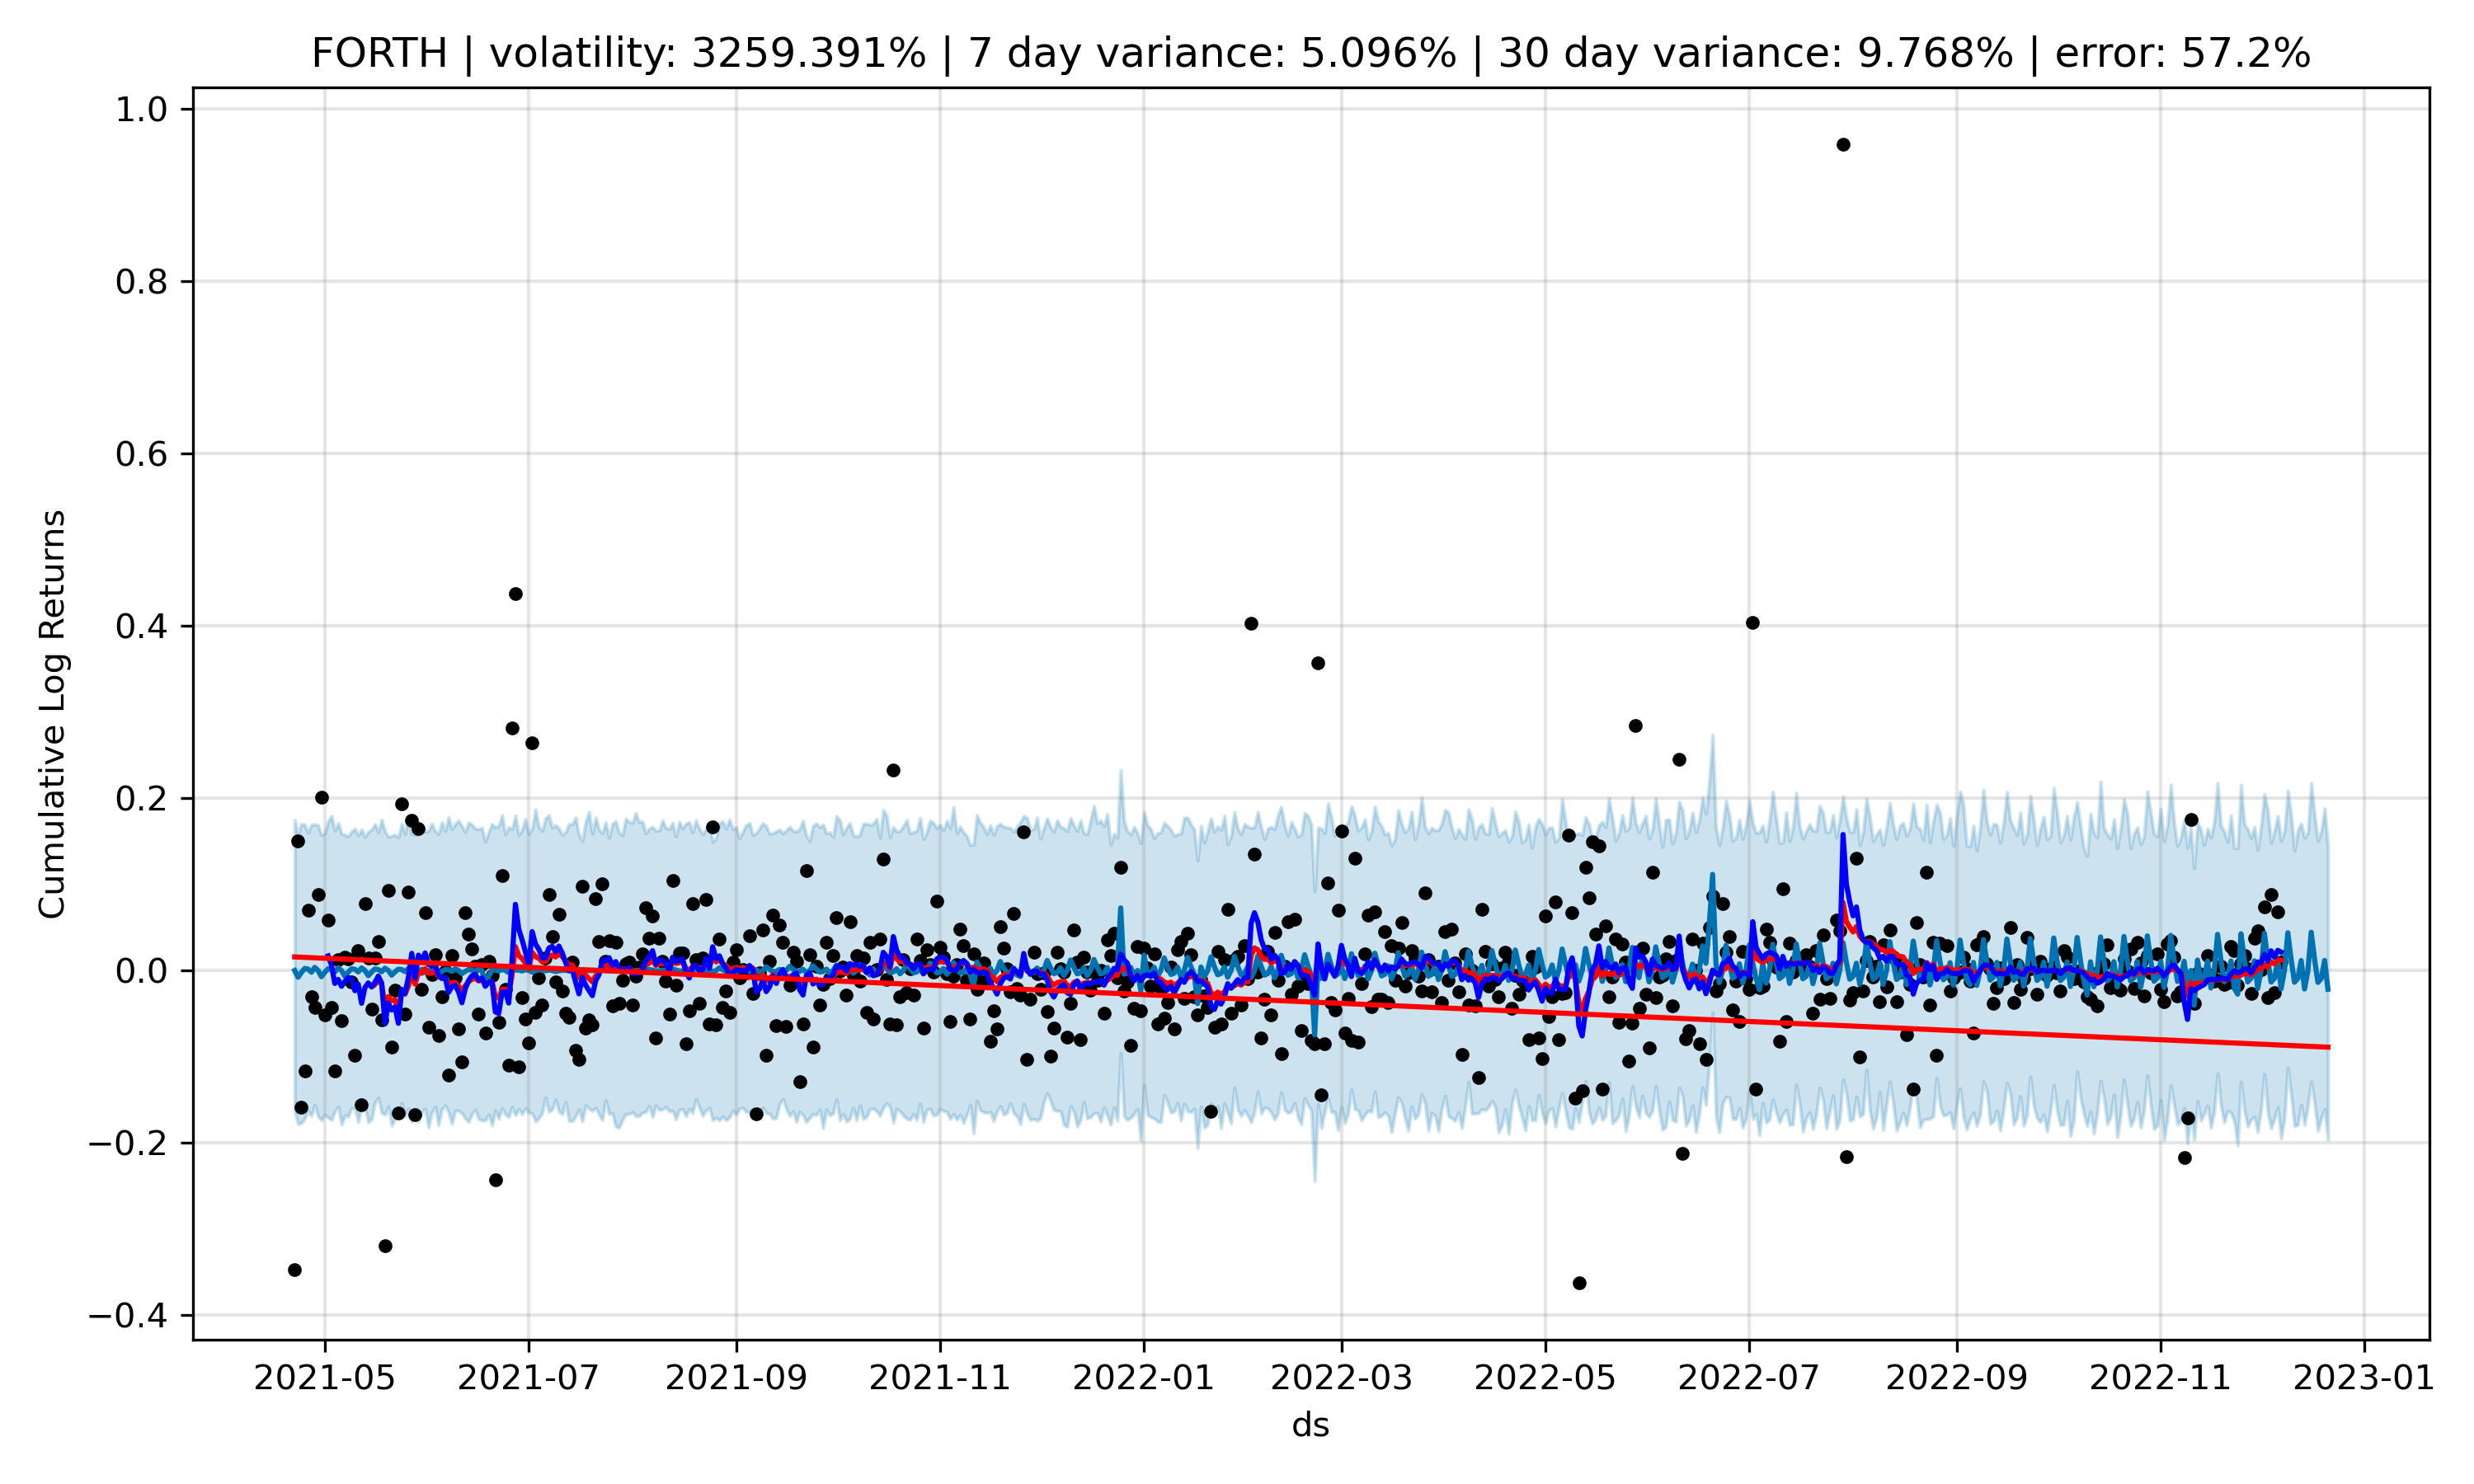 FORTH | volatility: 3259.391% | 7 day variance: 5.096% | 30 day variance: 9.768% | error: 57.2%
1.0
0.8
0.6
0.4
0.2
0.0
−0.2
−0.4
Cumulative Log Returns
2021-05 2021-07 2021-09 2021-11 2022-01 2022-03 2022-05 2022-07 2022-09 2022-11 2023-01
ds